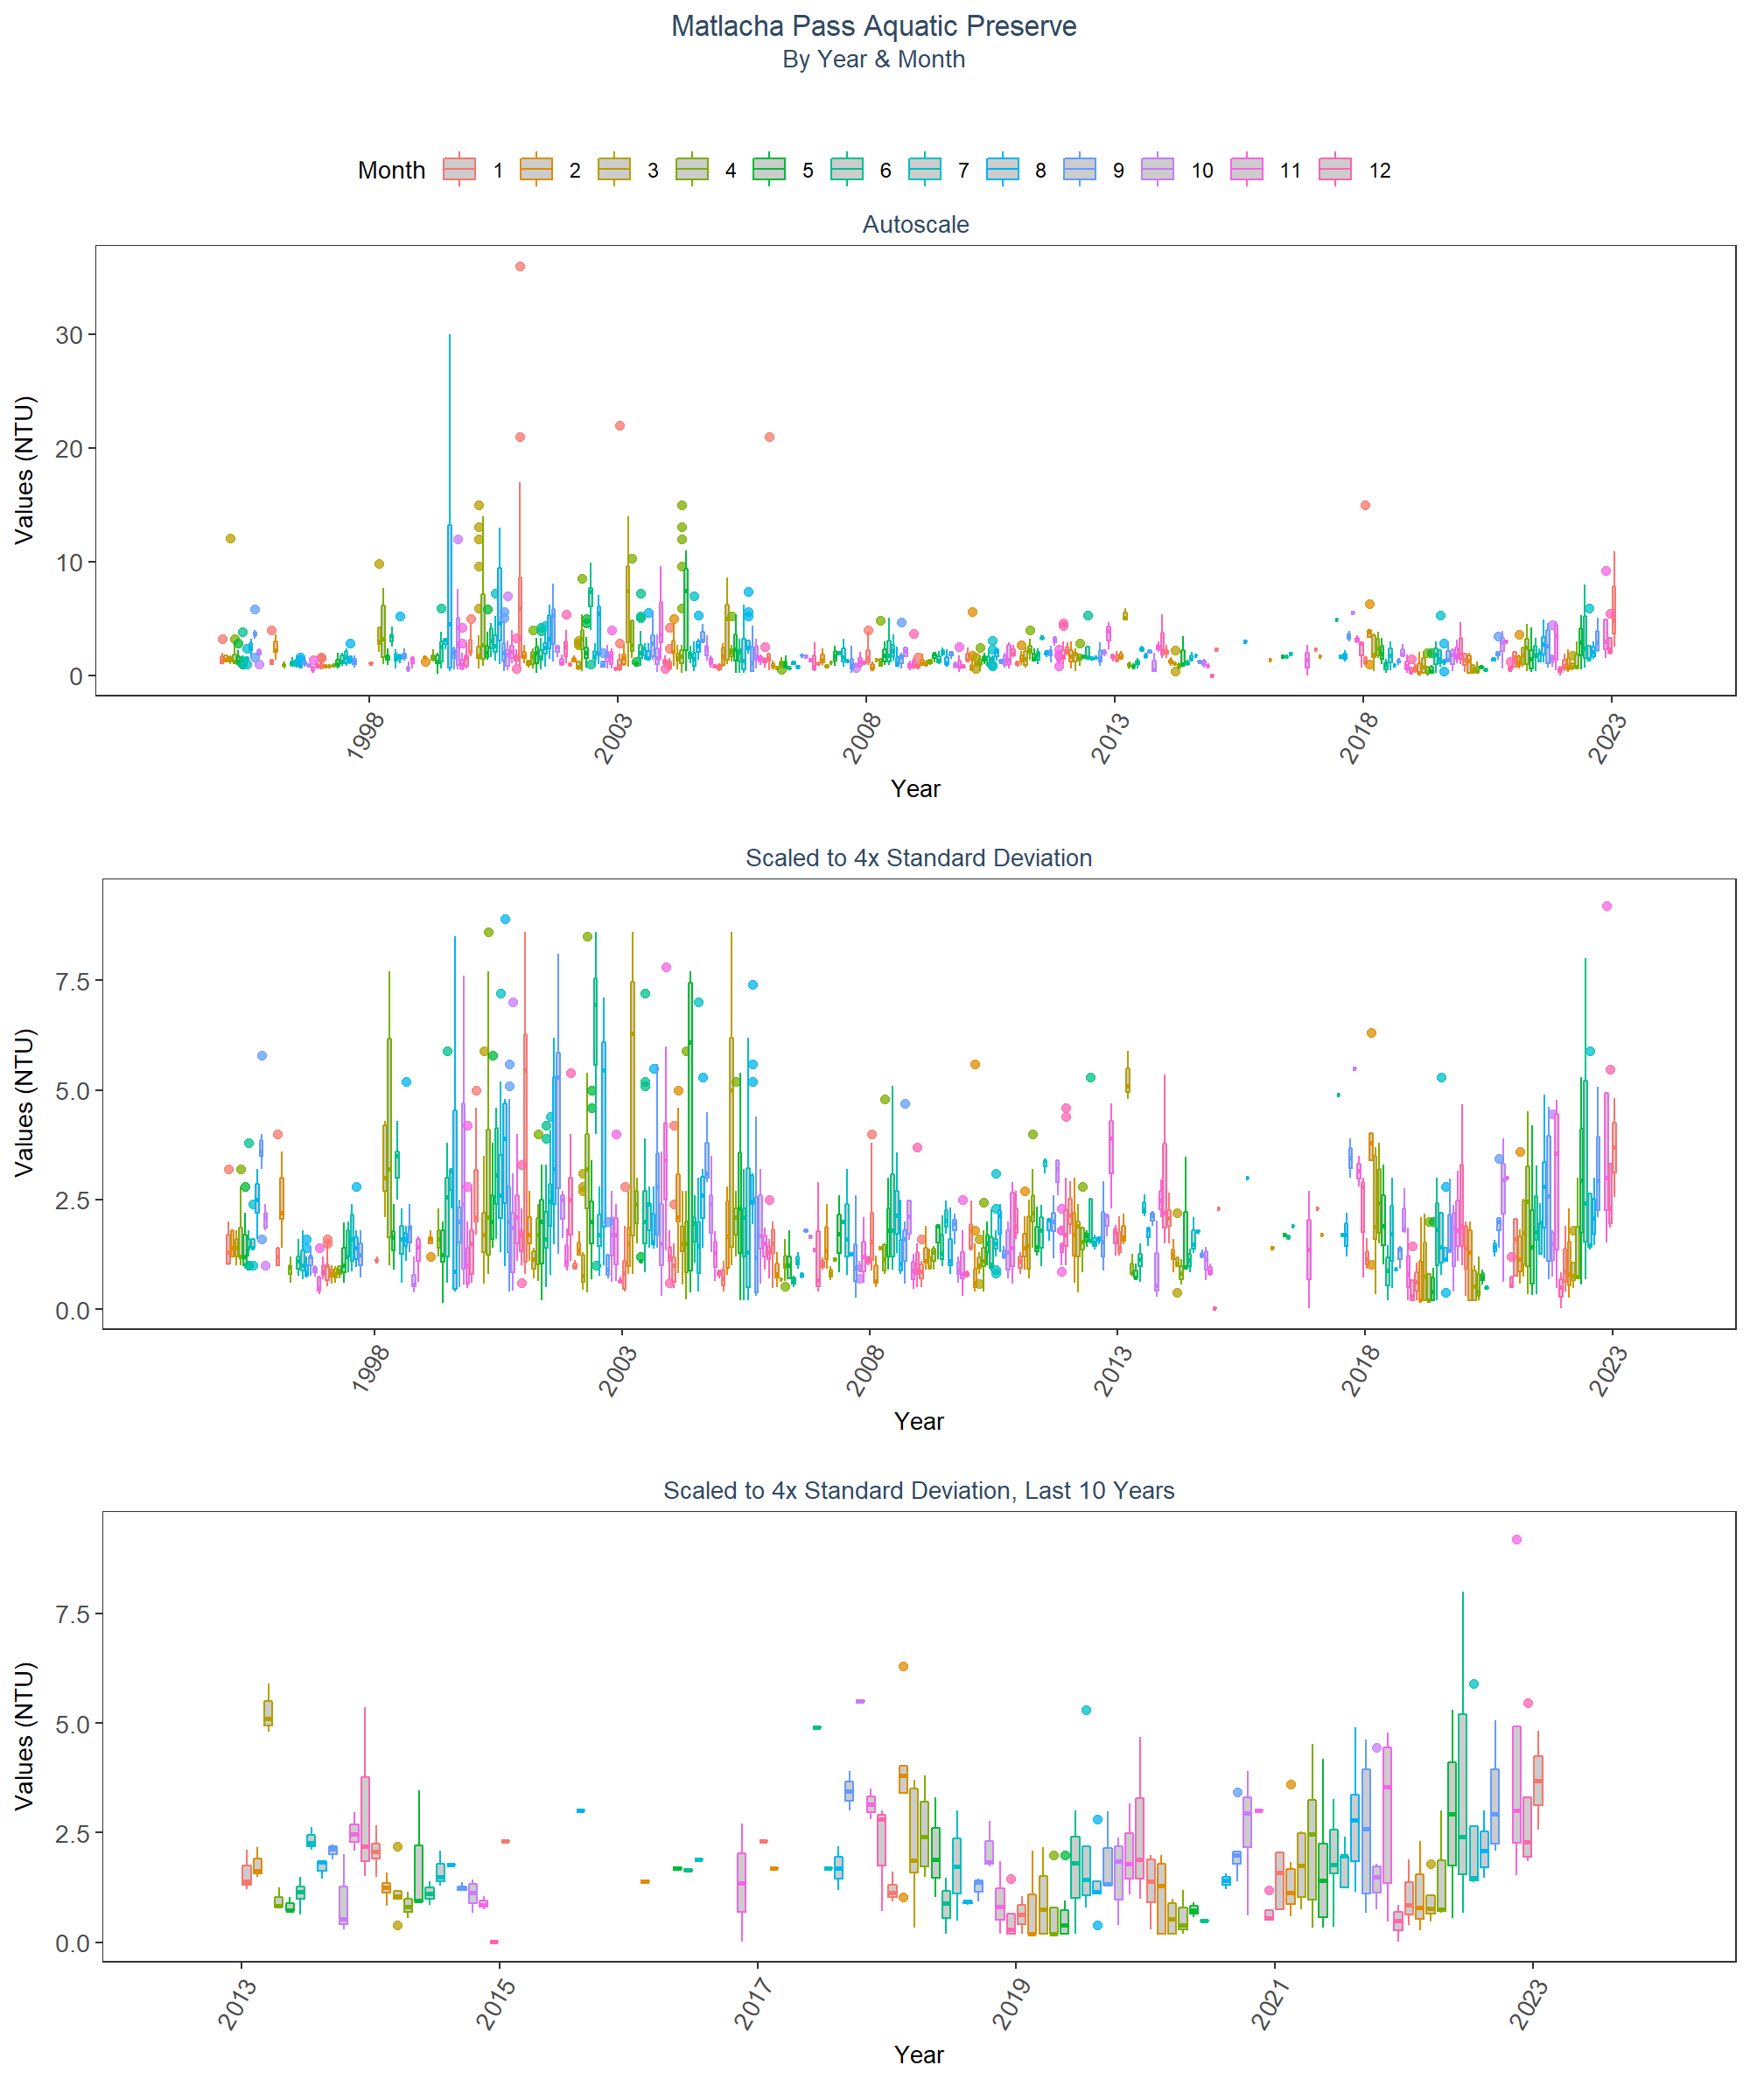 Matlacha Pass Aquatic Preserve
By Year & Month
Month 1 2 3 4 5 6 7 8 9 10 11 12
Autoscale
Values (NTU)
30
20
10
0
1998 2003 2008 2013 2018 2023
Year
Scaled to 4x Standard Deviation
Values (NTU)
7.5
5.0
2.5
0.0
1998 2003 2008 2013 2018 2023
Year
Scaled to 4x Standard Deviation, Last 10 Years
Values (NTU)
7.5
5.0
2.5
0.0
2013 2015 2017 2019 2021 2023
Year